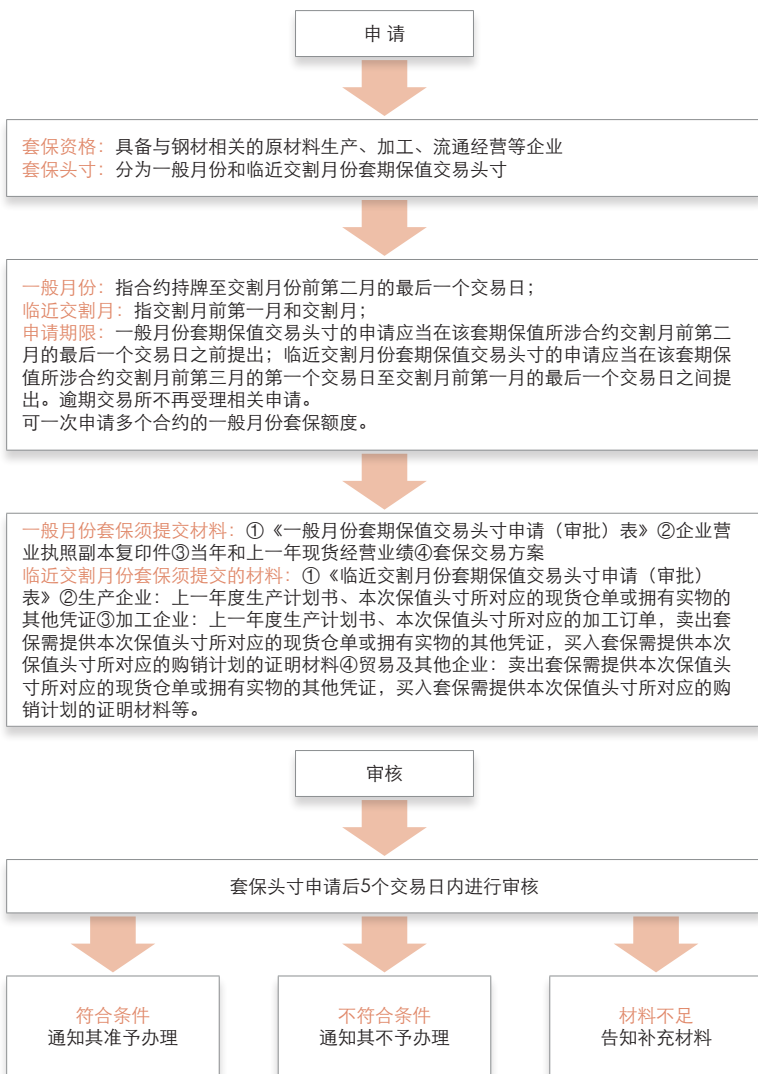 申 请
套保资格：具备与钢材相关的原材料生产、加工、流通经营等企业
套保头寸：分为一般月份和临近交割月份套期保值交易头寸
一般月份：指合约持牌至交割月份前第二月的最后一个交易日；
临近交割月：指交割月前第一月和交割月；
申请期限：一般月份套期保值交易头寸的申请应当在该套期保值所涉合约交割月前第二
月的最后一个交易日之前提出；临近交割月份套期保值交易头寸的申请应当在该套期保
值所涉合约交割月前第三月的第一个交易日至交割月前第一月的最后一个交易日之间提
出。逾期交易所不再受理相关申请。
可一次申请多个合约的一般月份套保额度。
一般月份套保须提交材料：①《一般月份套期保值交易头寸申请（审批）表》②企业营
业执照副本复印件③当年和上一年现货经营业绩④套保交易方案
临近交割月份套保须提交的材料：①《临近交割月份套期保值交易头寸申请（审批）
表》②生产企业：上一年度生产计划书、本次保值头寸所对应的现货仓单或拥有实物的
其他凭证③加工企业：上一年度生产计划书、本次保值头寸所对应的加工订单，卖出套
保需提供本次保值头寸所对应的现货仓单或拥有实物的其他凭证，买入套保需提供本次
保值头寸所对应的购销计划的证明材料④贸易及其他企业：卖出套保需提供本次保值头
寸所对应的现货仓单或拥有实物的其他凭证，买入套保需提供本次保值头寸所对应的购
销计划的证明材料等。
审核
套保头寸申请后5个交易日内进行审核
符合条件
通知其准予办理
不符合条件
通知其不予办理
材料不足
告知补充材料